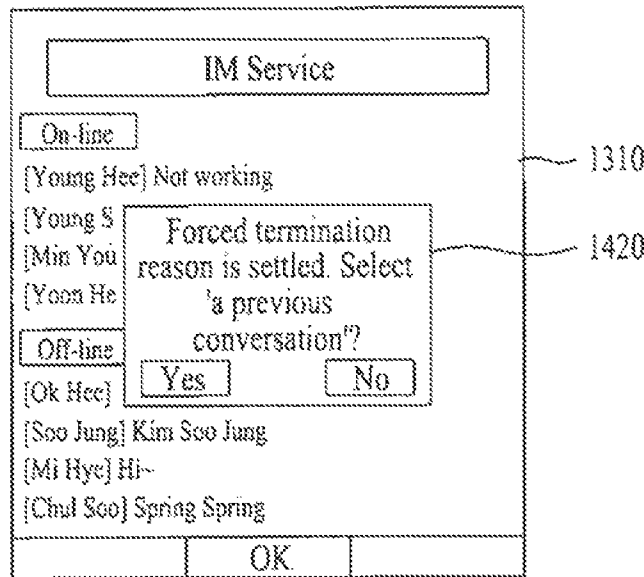 IM Service
On-line
[Young Hee] Not working
[Young S
[Min You
[Yoon He
Forced termination
reason is settled. Select
'a previous
conversation'?
Yes No
Off-line
[Ok Hee]
[Soo Jung] Kim Soo Jung
[Mi Hye] Hi~
[Chul Soo] Spring Spring
OK
1310
1420